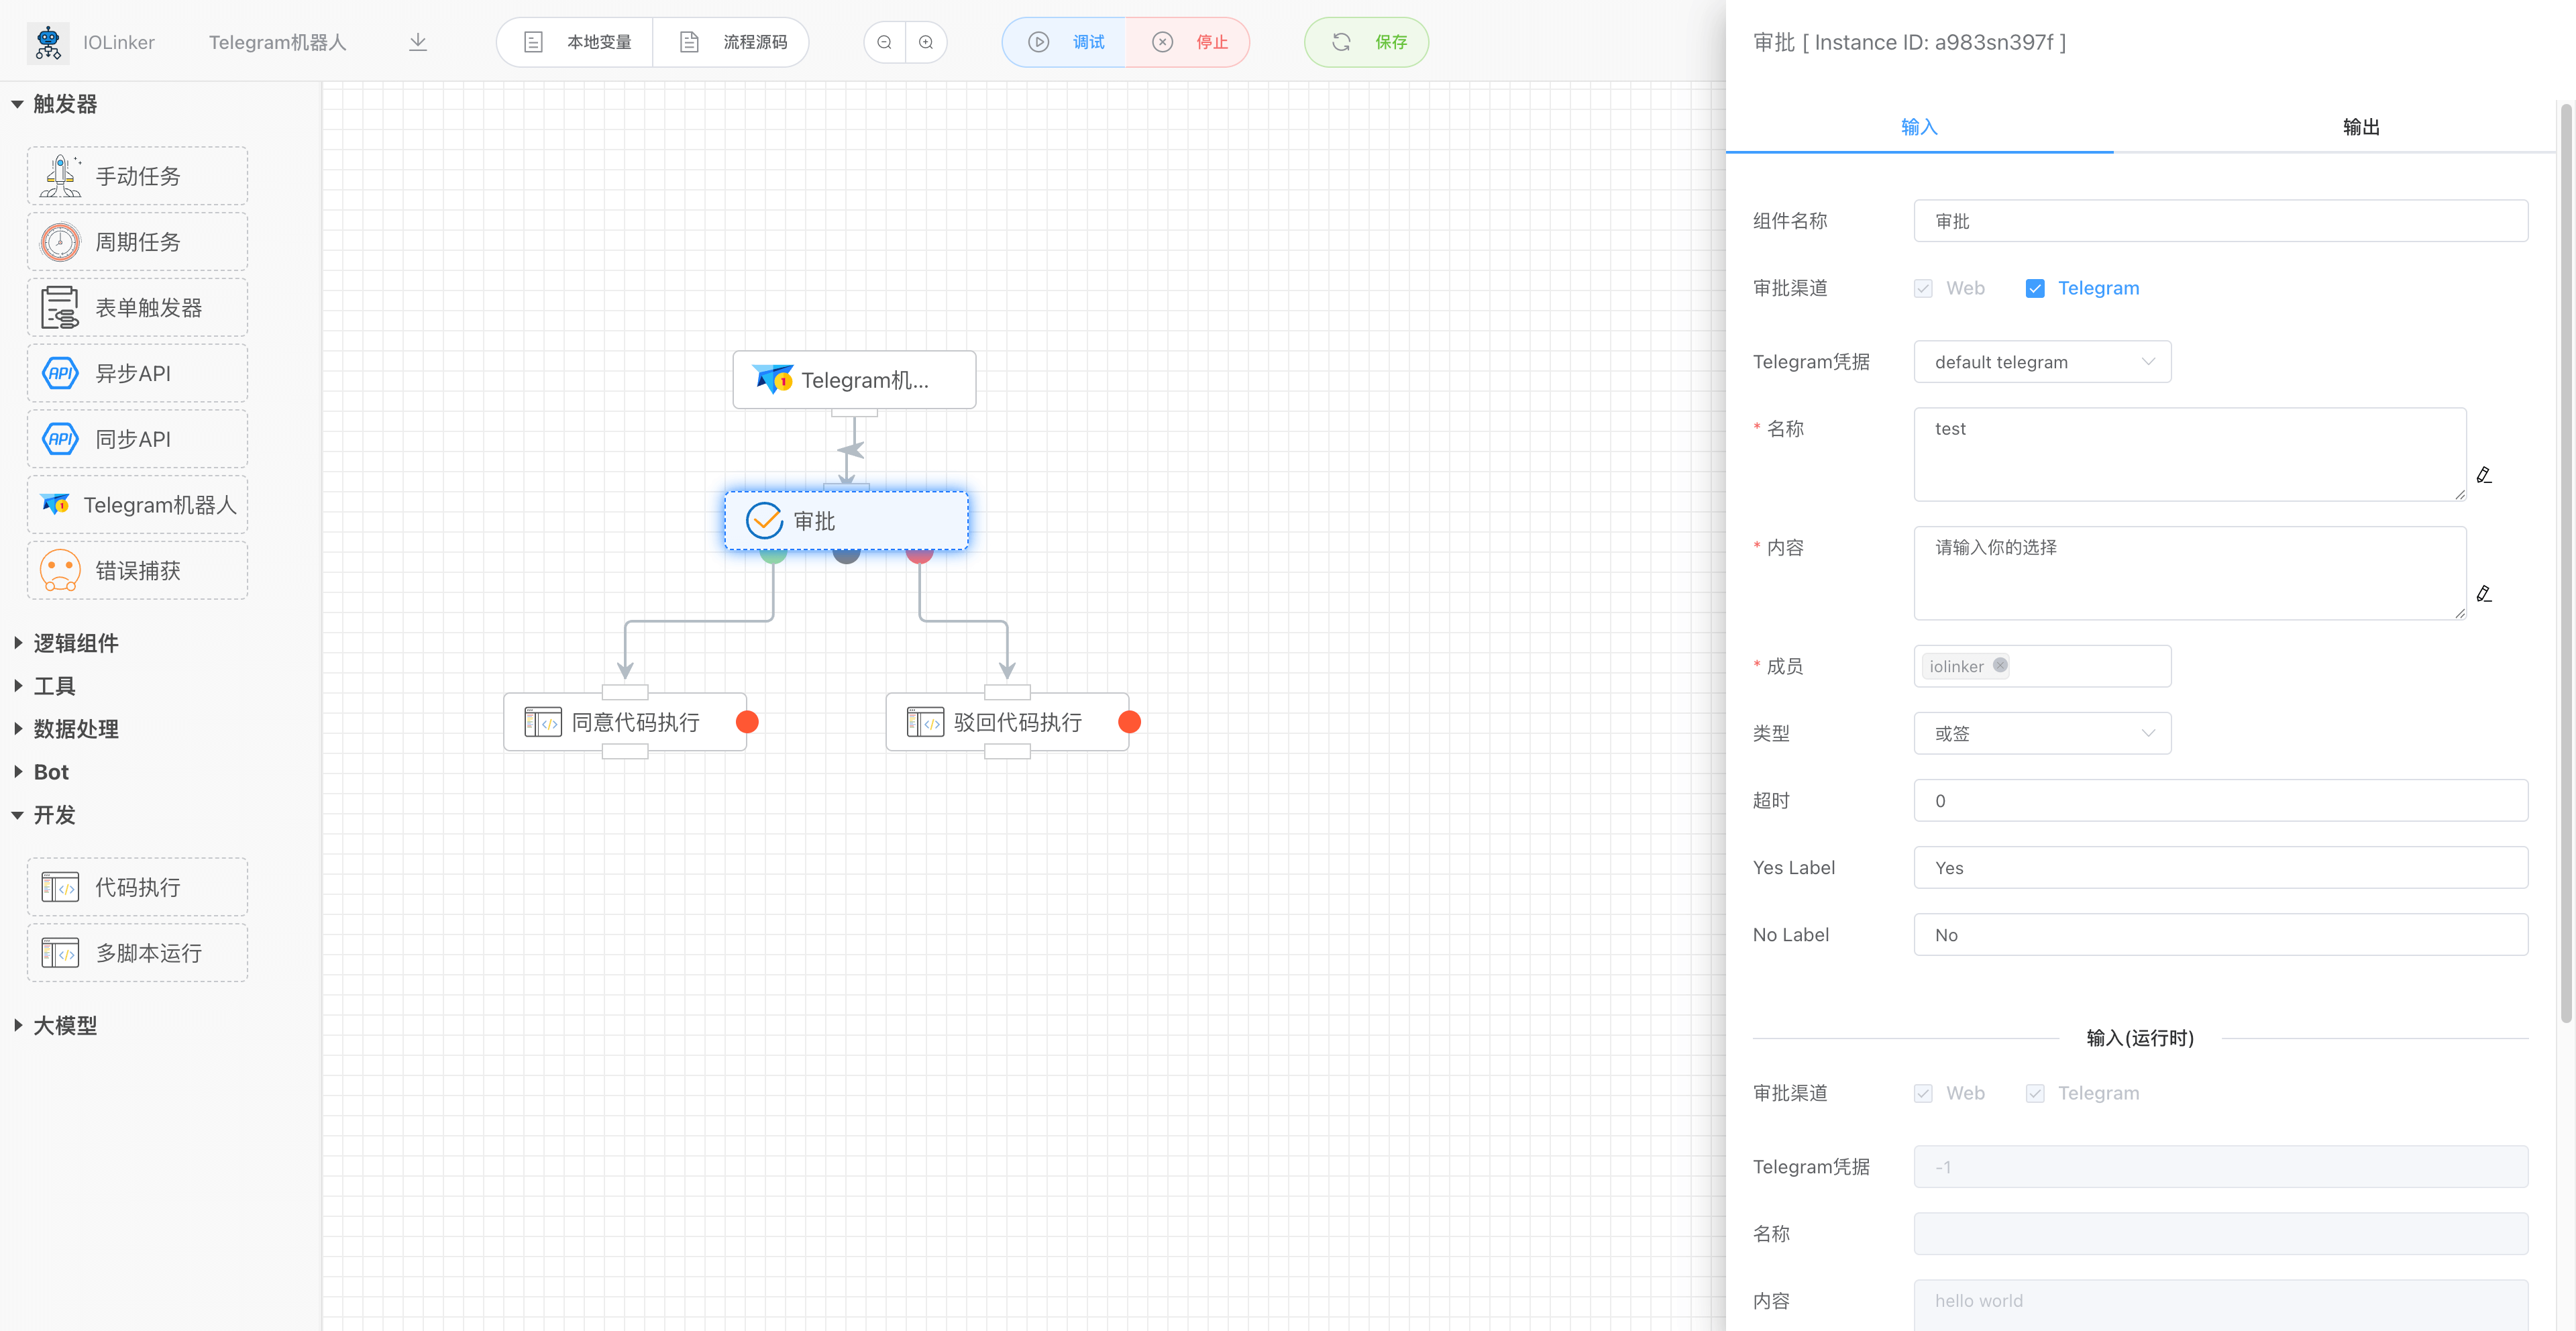 IOLinker
Telegram机器人
本地变量
流程源码
调试
停止
保存
触发器
手动任务
周期任务
表单触发器
API 异步API
API 同步API
1 Telegram机器人
错误捕获
逻辑组件
工具
数据处理
Bot
开发
</> 代码执行
</> 多脚本运行
大模型
1 Telegram机...
审批
</> 同意代码执行
</> 驳回代码执行
审批 [ Instance ID: a983sn397f ]
输入
输出
组件名称 审批
审批渠道 Web Telegram
Telegram凭据 default telegram
* 名称 test
* 内容 请输入你的选择
* 成员 iolinker
类型 或签
超时 0
Yes Label Yes
No Label No
输入(运行时)
审批渠道 Web Telegram
Telegram凭据 -1
名称
内容 hello world